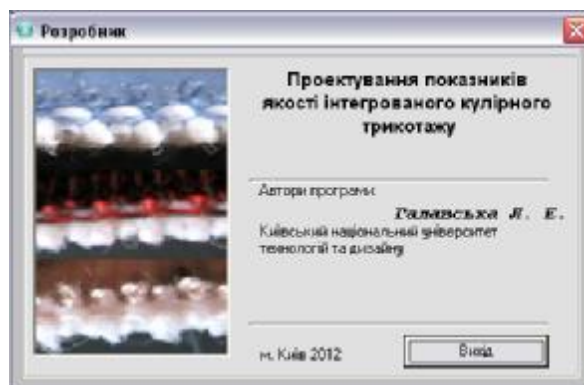 Розробник
Проектування показників
якості інтегрованого кулірного
трикотажу
Автори програми:
Галавська Л. Е.
Київський національний університет
технологій та дизайну
м. Київ 2012
Вихід